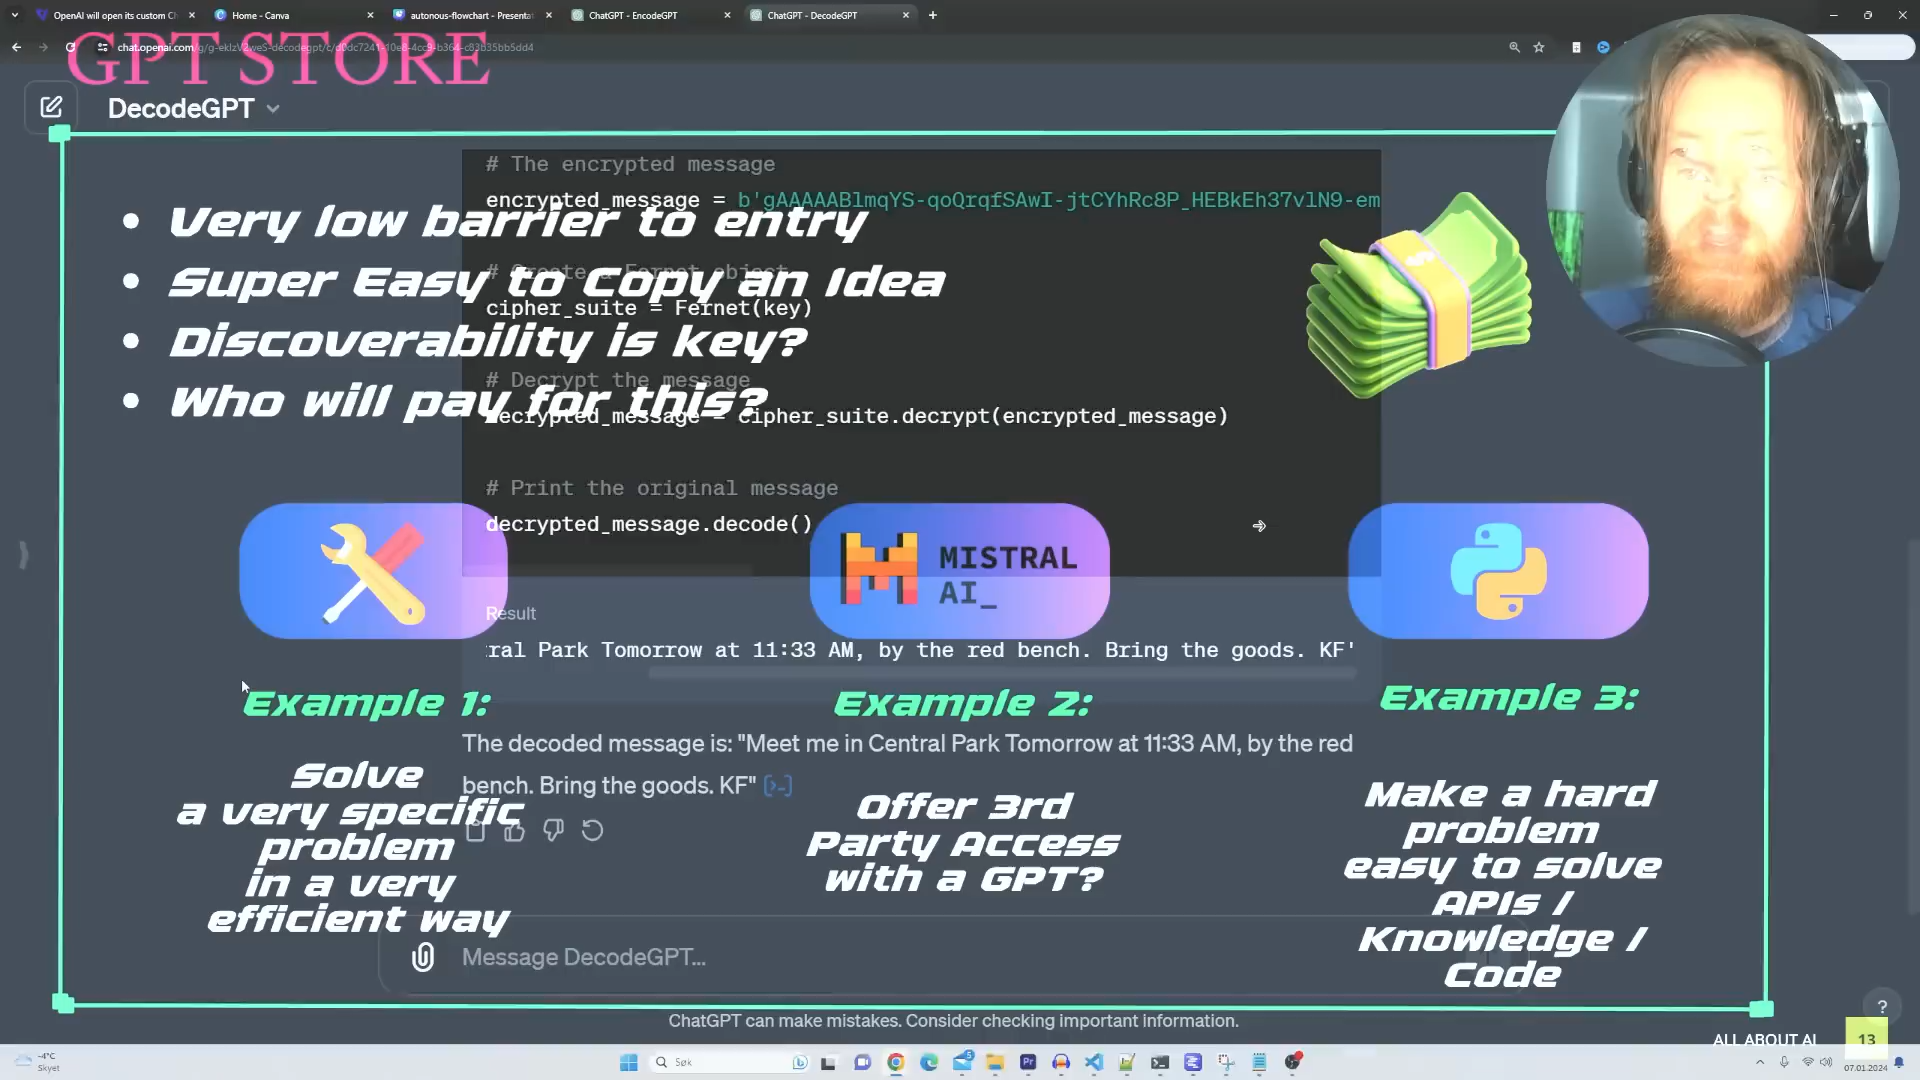 OpenAI will open its custom Ch
Home - Canva
autonous-flowchart - Presenta
ChatGPT - EncodeGPT
ChatGPT - DecodeGPT
GPT STORE
DecodeGPT
# The encrypted message
encrypted_message = b'gAAAAABlmqYS-qoQrqfSAwI-jtCYhRc8P_HEBkEh37vlN9-em
• Very low barrier to entry
# Create a Fernet object
• Super Easy to Copy an Idea
cipher_suite = Fernet(key)
• Discoverability is key?
# Decrypt the message
• Who will pay for this?
decrypted_message = cipher_suite.decrypt(encrypted_message)
# Print the original message
decrypted_message.decode()
MISTRAL
AI_
Result
tral Park Tomorrow at 11:33 AM, by the red bench. Bring the goods. KF'
Example 1:
Example 2:
Example 3:
The decoded message is: "Meet me in Central Park Tomorrow at 11:33 AM, by the red
bench. Bring the goods. KF"
Solve
a very specific
problem
in a very
efficient way
Offer 3rd
Party Access
with a GPT?
Make a hard
problem
easy to solve
APIs /
Knowledge /
Code
Message DecodeGPT...
ChatGPT can make mistakes. Consider checking important information.
?
ALL ABOUT AI
13
-4°C
Skyet
Søk
07.01.2024